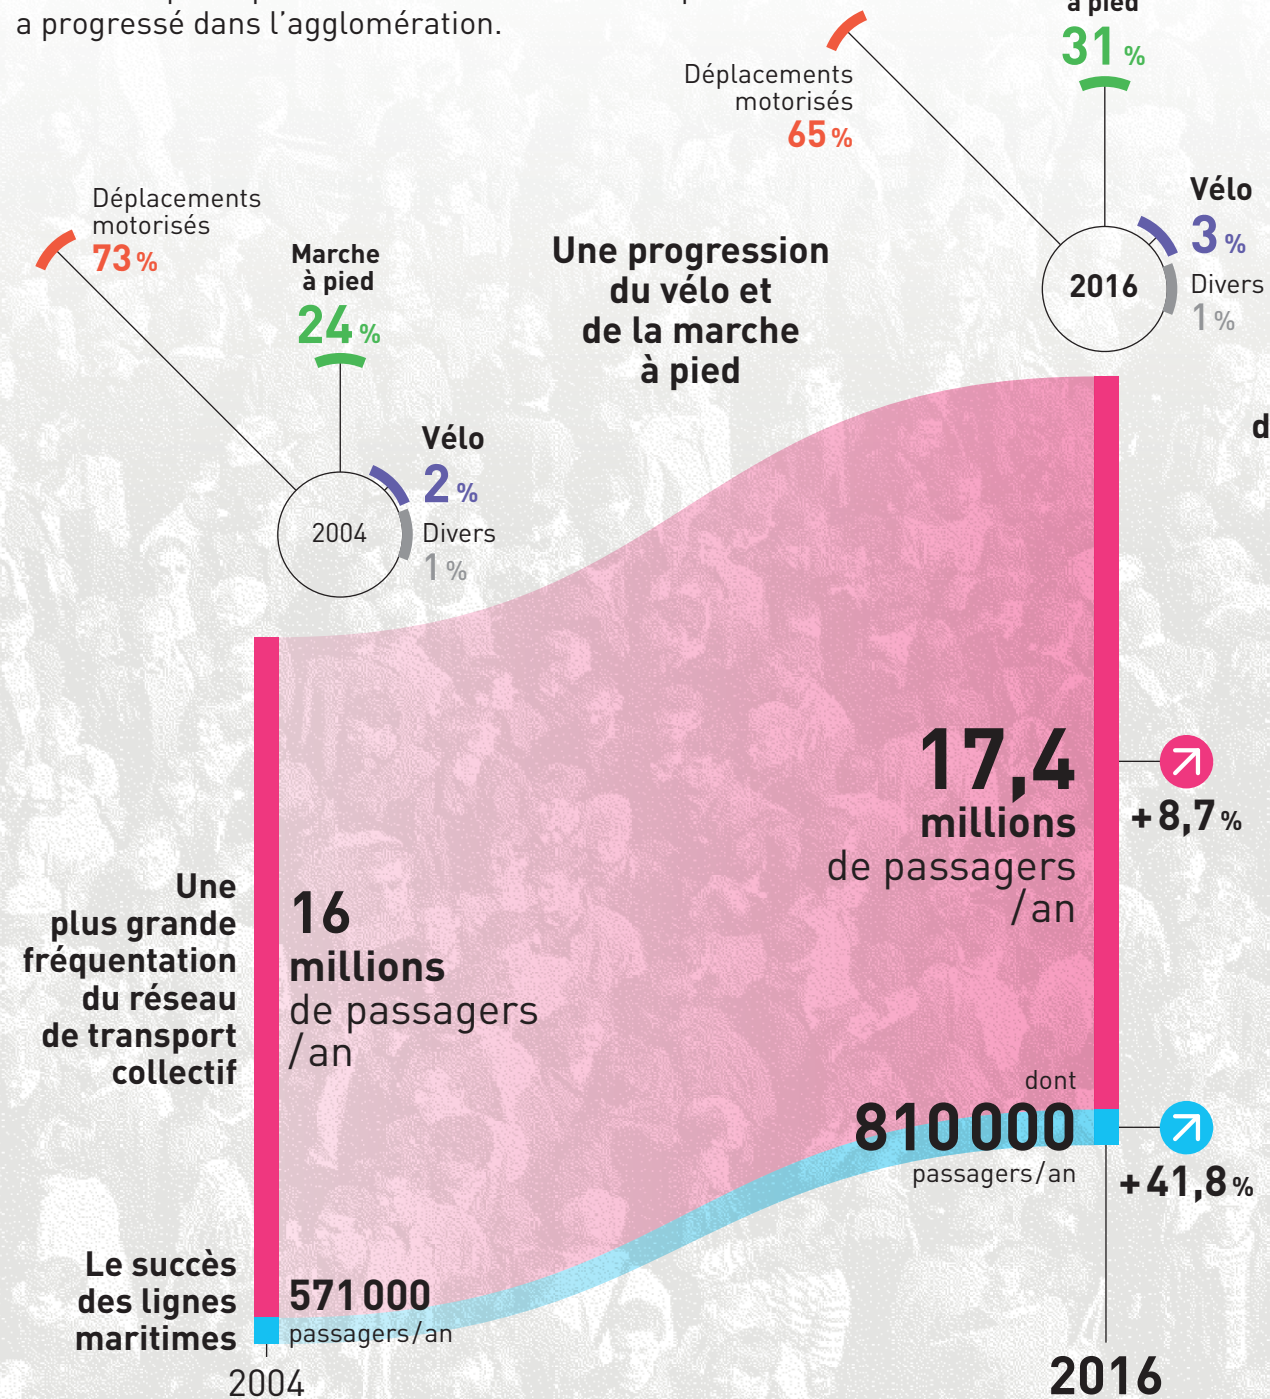 a progressé dans l’agglomération.
à pied
31 %
Déplacements
motorisés
65 %
Vélo
3 %
Divers
1 %
2016
Déplacements
motorisés
73 %
Marche
à pied
24 %
Vélo
2 %
Divers
1 %
2004
Une progression
du vélo et
de la marche
à pied
d
17,4
millions
de passagers
/an
+8,7 %
Une
plus grande
fréquentation
du réseau
de transport
collectif
16
millions
de passagers
/an
dont
810 000
passagers/an
+41,8 %
Le succès
des lignes
maritimes
571 000
passagers/an
2004
2016